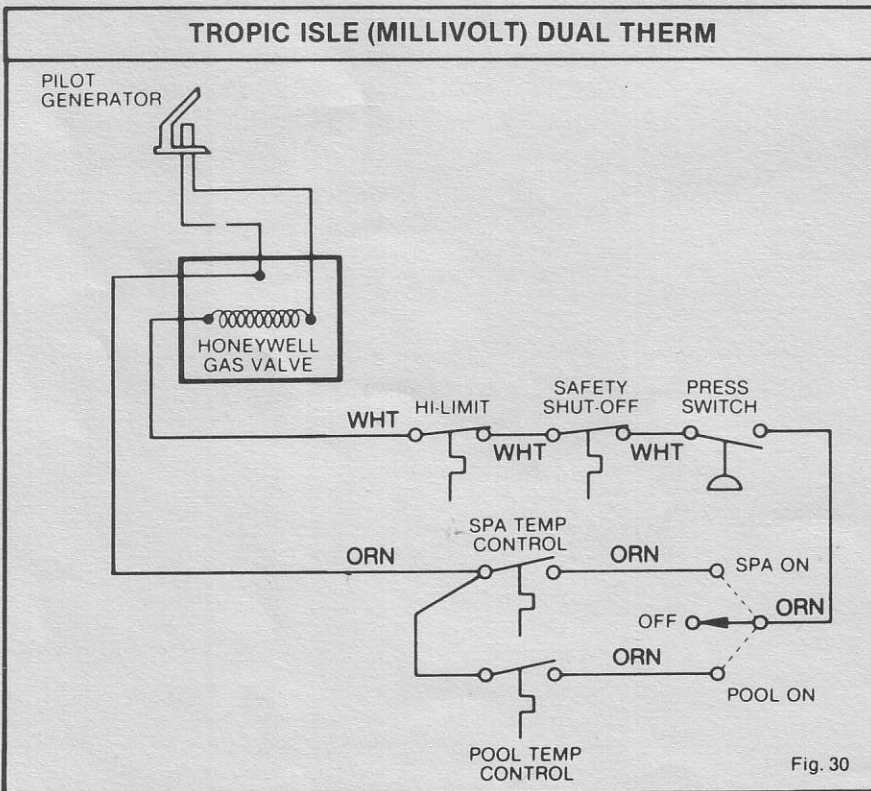 TROPIC ISLE (MILLIVOLT) DUAL THERM
PILOT
GENERATOR
HONEYWELL
GAS VALVE
WHT
HI-LIMIT
WHT
SAFETY
SHUT-OFF
WHT
PRESS
SWITCH
ORN
SPA TEMP
CONTROL
ORN
SPA ON
OFF
ORN
ORN
POOL ON
POOL TEMP
CONTROL
Fig. 30